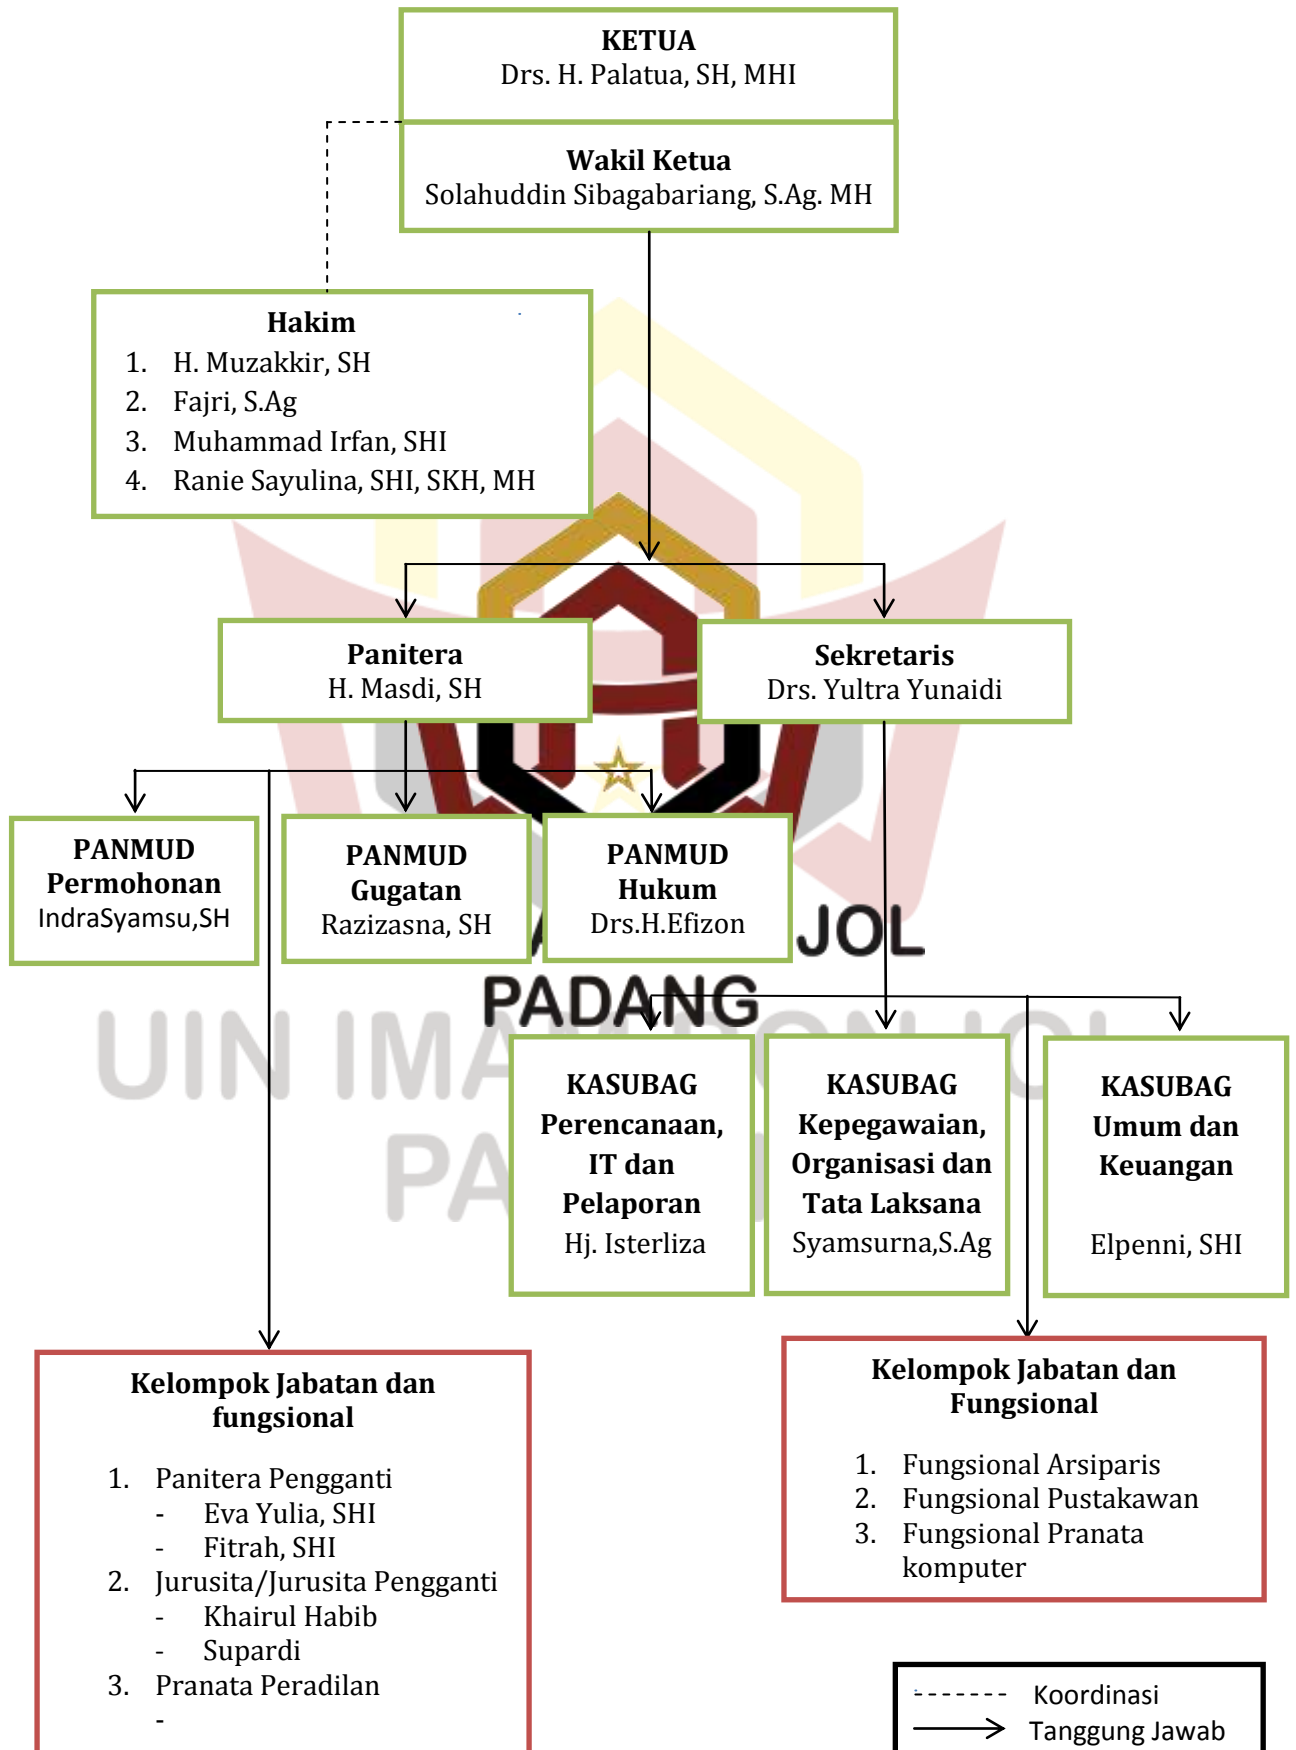 KETUA
Drs. H. Palatua, SH, MHI
Wakil Ketua
Solahuddin Sibagabariang, S.Ag. MH
Hakim
1. H. Muzakkir, SH
2. Fajri, S.Ag
3. Muhammad Irfan, SHI
4. Ranie Sayulina, SHI, SKH, MH
Panitera
H. Masdi, SH
Sekretaris
Drs. Yultra Yunaidi
PANMUD
Permohonan
IndraSyamsu,SH
PANMUD
Gugatan
Razizasna, SH
PANMUD
Hukum
Drs.H.Efizon
JOL
PADANG
UIN IMAM BONJOL
KASUBAG
Perencanaan,
IT dan
Pelaporan
Hj. Isterliza
KASUBAG
Kepegawaian,
Organisasi dan
Tata Laksana
Syamsurna,S.Ag
KASUBAG
Umum dan
Keuangan
Elpenni, SHI
Kelompok Jabatan dan
fungsional
1. Panitera Pengganti
- Eva Yulia, SHI
- Fitrah, SHI
2. Jurusita/Jurusita Pengganti
- Khairul Habib
- Supardi
3. Pranata Peradilan
-
Kelompok Jabatan dan
Fungsional
1. Fungsional Arsiparis
2. Fungsional Pustakawan
3. Fungsional Pranata
komputer
Koordinasi
Tanggung Jawab